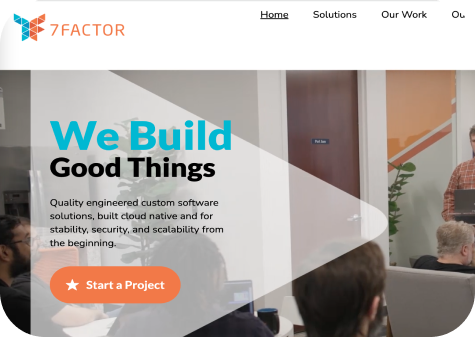 7FACTOR
Home Solutions Our Work Ou
We Build
Good Things
Quality engineered custom software
solutions, built cloud native and for
stability, security, and scalability from
the beginning.
Start a Project